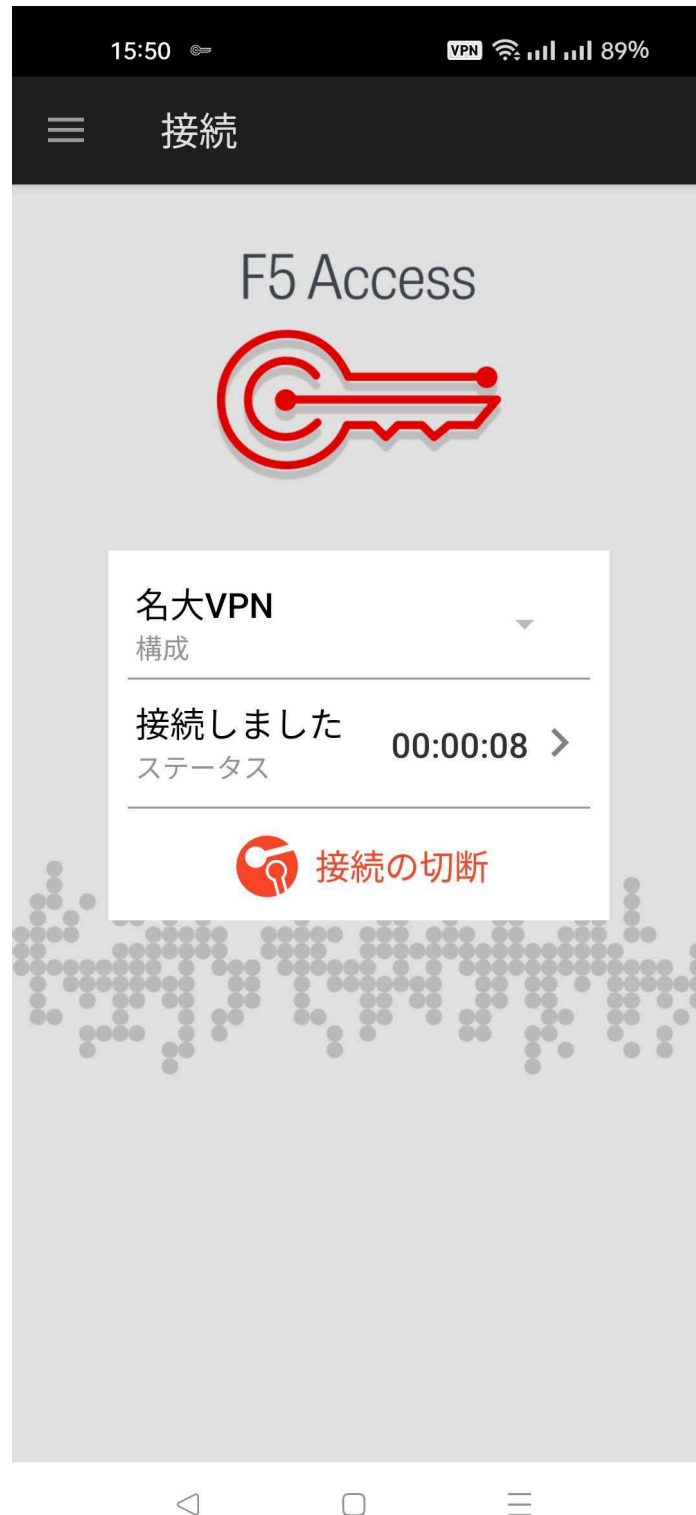 15:50 VPN 89%
接続
F5 Access
名大VPN
構成
接続しました 00:00:08
ステータス
接続の切断